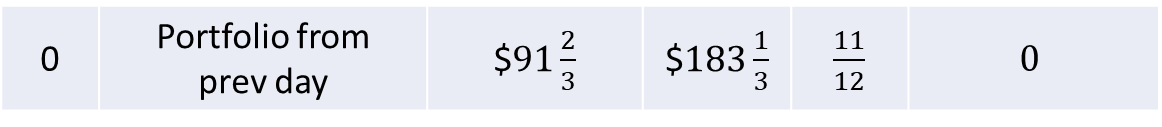 0 Portfolio from prev day $91 2/3 $183 1/3 11/12 0